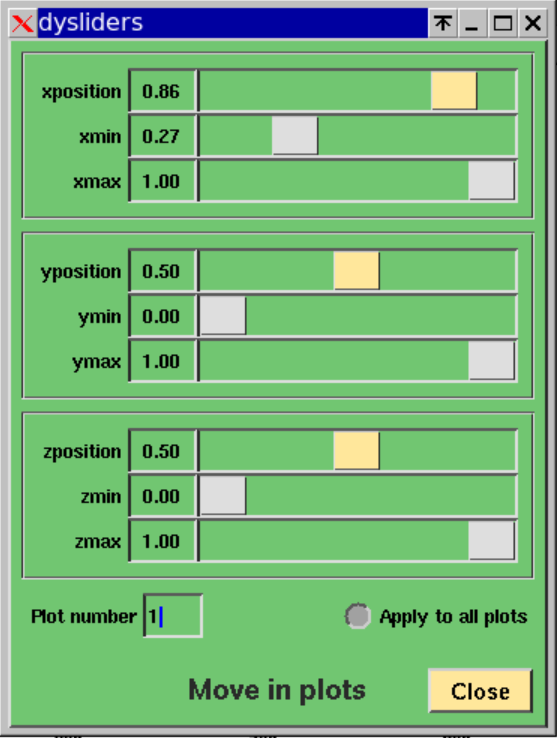 dysliders
xposition 0.86
xmin 0.27
xmax 1.00
yposition 0.50
ymin 0.00
ymax 1.00
zposition 0.50
zmin 0.00
zmax 1.00
Plot number 1 Apply to all plots
Move in plots Close